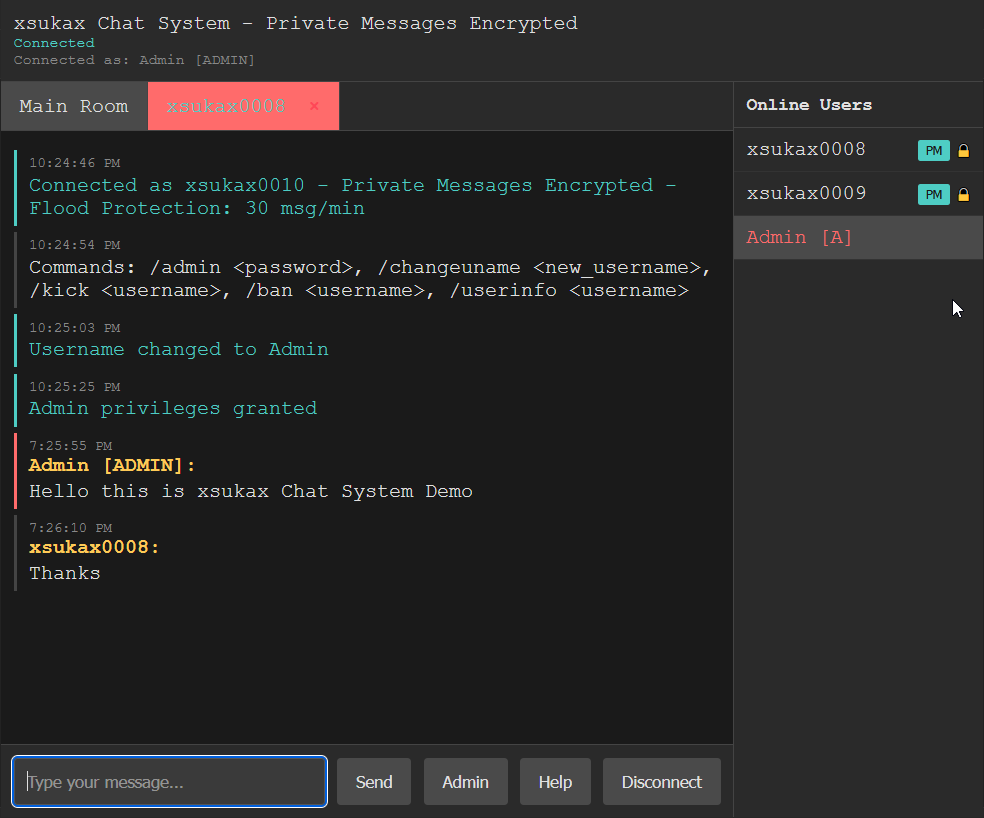 xsukax Chat System - Private Messages Encrypted
Connected
Connected as: Admin [ADMIN]
Main Room
xsukax0008 ×
Online Users
xsukax0008 PM
xsukax0009 PM
Admin [A]
10:24:46 PM
Connected as xsukax0010 - Private Messages Encrypted -
Flood Protection: 30 msg/min
10:24:54 PM
Commands: /admin <password>, /changeuname <new_username>,
/kick <username>, /ban <username>, /userinfo <username>
10:25:03 PM
Username changed to Admin
10:25:25 PM
Admin privileges granted
7:25:55 PM
Admin [ADMIN]:
Hello this is xsukax Chat System Demo
7:26:10 PM
xsukax0008:
Thanks
Type your message...
Send
Admin
Help
Disconnect